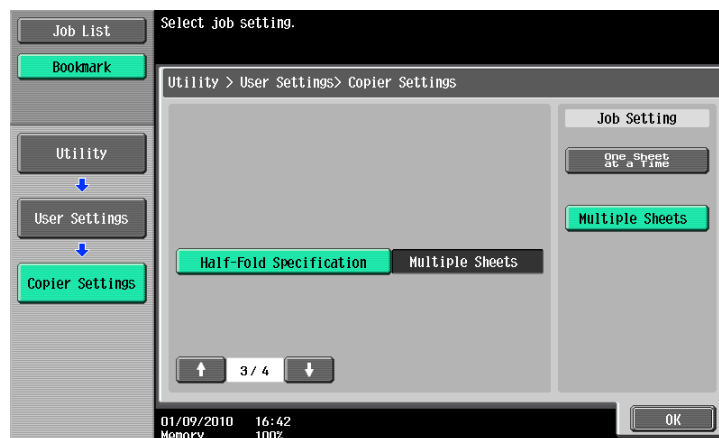 Job List
Bookmark
Utility
User Settings
Copier Settings
Select job setting.
Utility > User Settings> Copier Settings
Half-Fold Specification
Multiple Sheets
3/ 4
Job Setting
One Sheet
at a Time
Multiple Sheets
OK
01/09/2010 16:42
Memory 100%